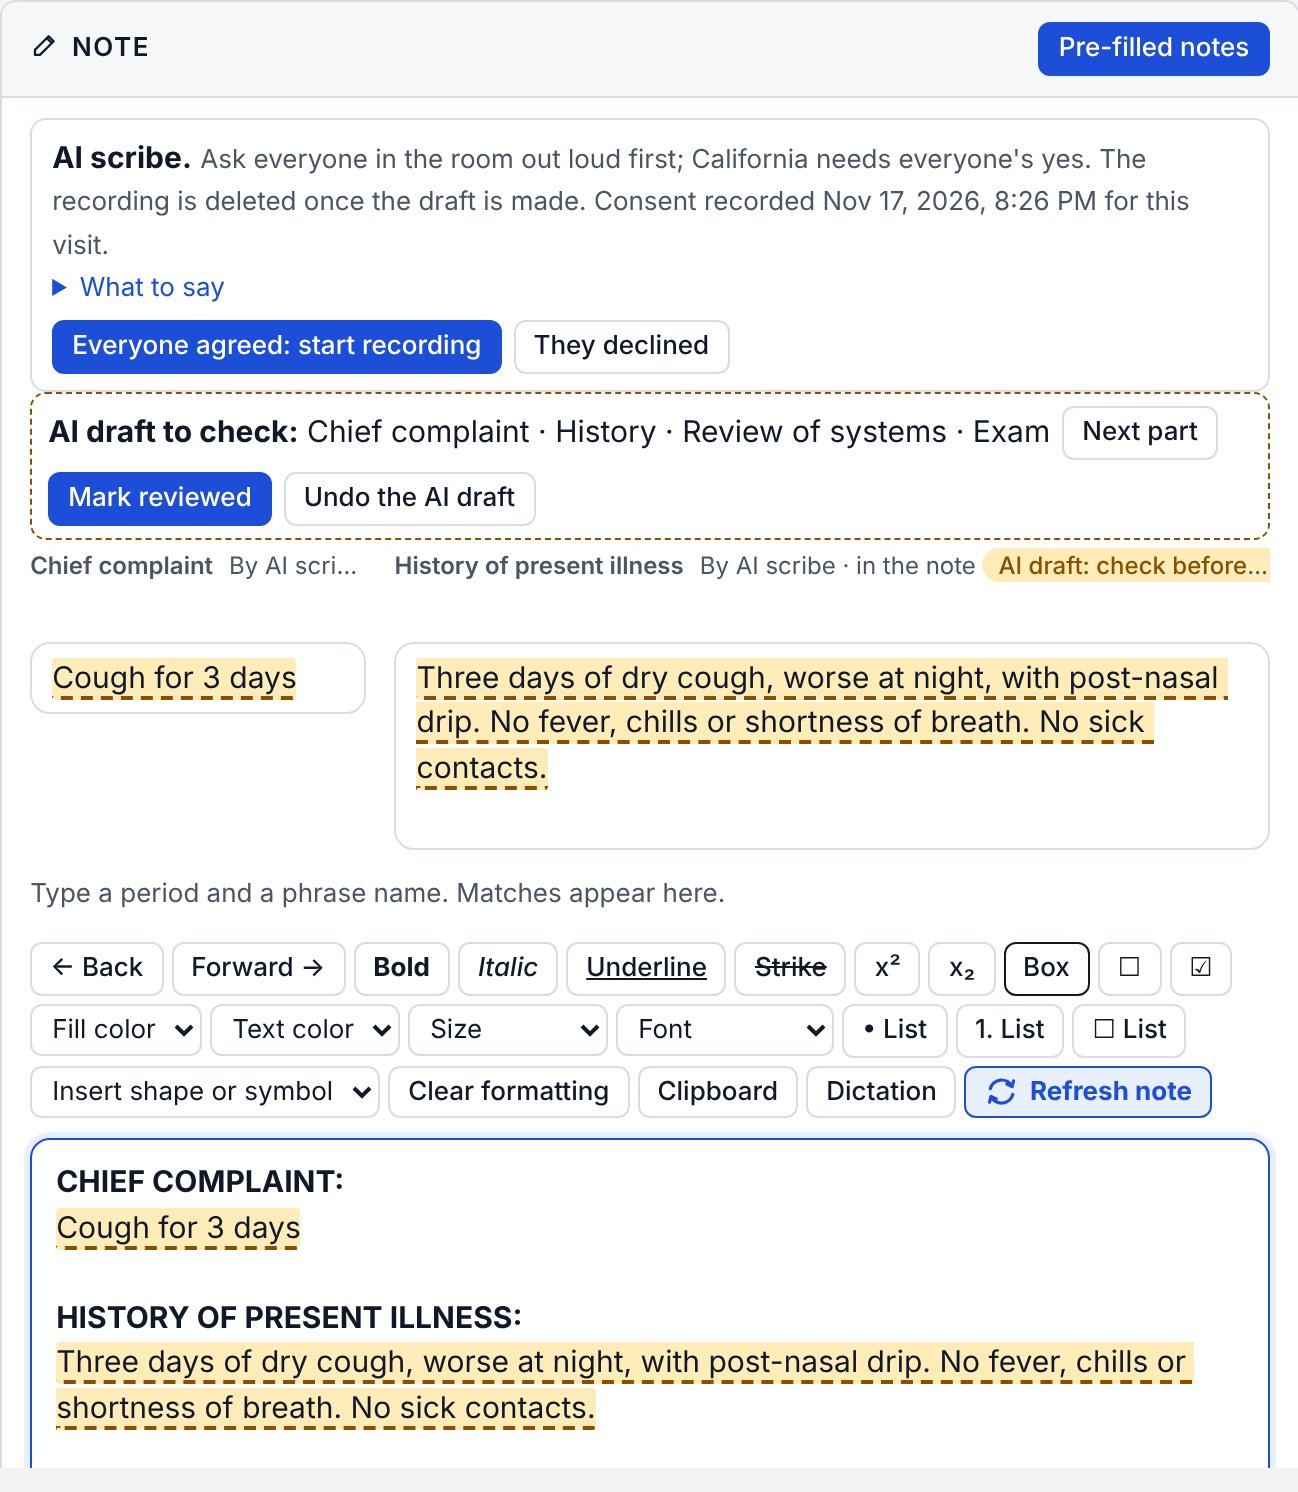 NOTE
Pre-filled notes
AI scribe. Ask everyone in the room out loud first; California needs everyone's yes. The
recording is deleted once the draft is made. Consent recorded Nov 17, 2026, 8:26 PM for this
visit.
▶ What to say
Everyone agreed: start recording They declined
AI draft to check: Chief complaint · History · Review of systems · Exam Next part
Mark reviewed Undo the AI draft
Chief complaint By AI scri... History of present illness By AI scribe · in the note AI draft: check before...
Cough for 3 days
Three days of dry cough, worse at night, with post-nasal
drip. No fever, chills or shortness of breath. No sick
contacts.
Type a period and a phrase name. Matches appear here.
← Back Forward → Bold Italic Underline Strike x² x₂ Box ☐ ☑
Fill color Text color Size Font • List 1. List ☐ List
Insert shape or symbol Clear formatting Clipboard Dictation Refresh note
CHIEF COMPLAINT:
Cough for 3 days
HISTORY OF PRESENT ILLNESS:
Three days of dry cough, worse at night, with post-nasal drip. No fever, chills or
shortness of breath. No sick contacts.